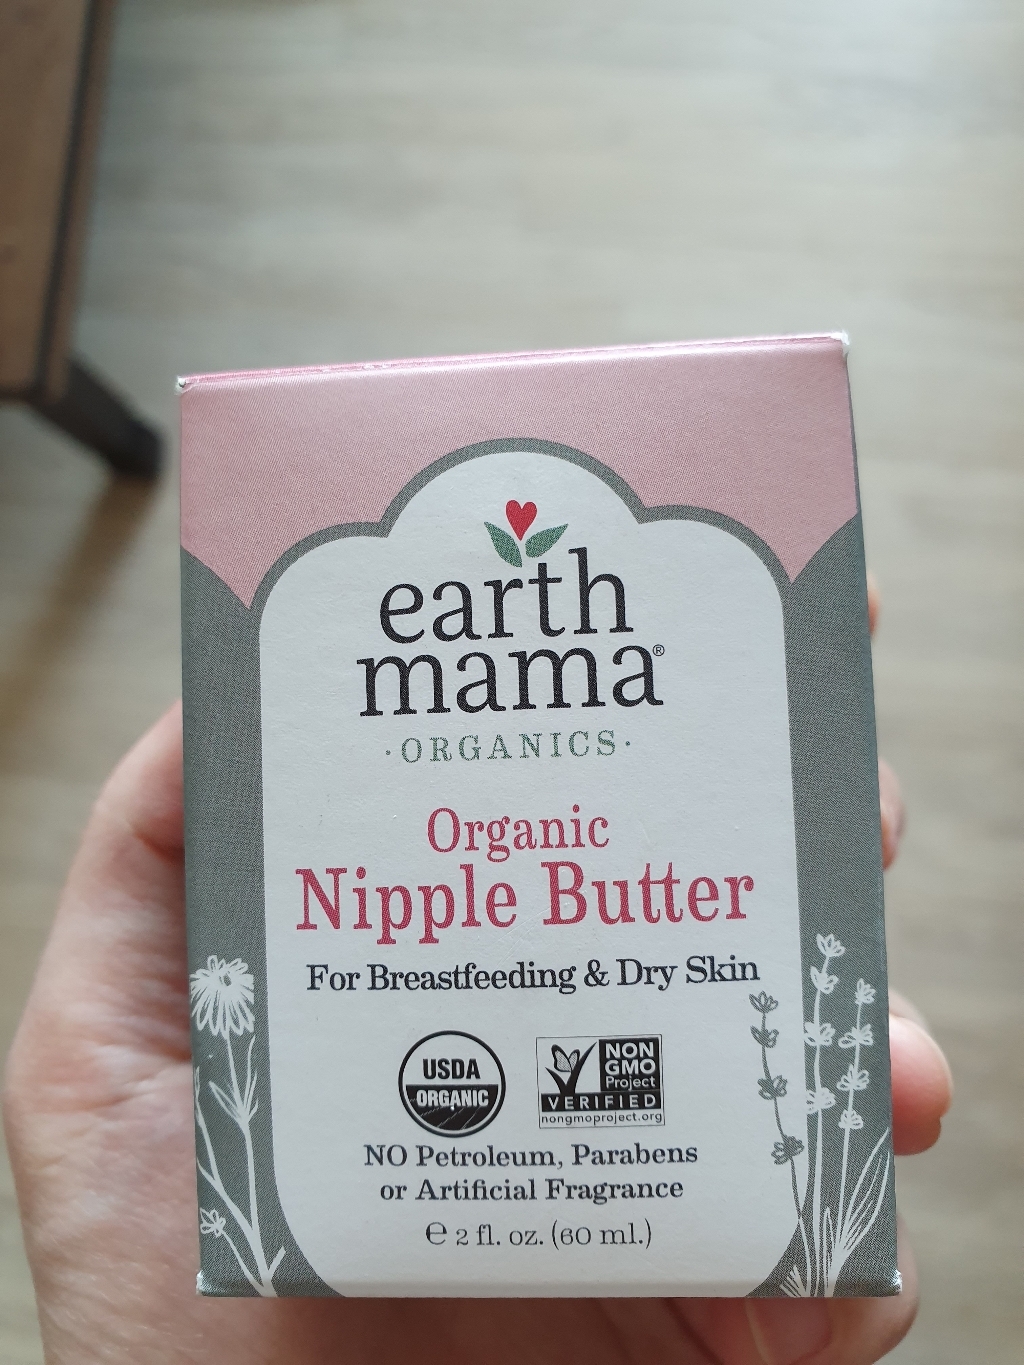 earth
mama®
·ORGANICS·
Organic
Nipple Butter
For Breastfeeding & Dry Skin
USDA
ORGANIC
NON
GMO
Project
VERIFIED
nongmoproject.org
NO Petroleum, Parabens
or Artificial Fragrance
℮ 2 fl. oz. (60 ml.)